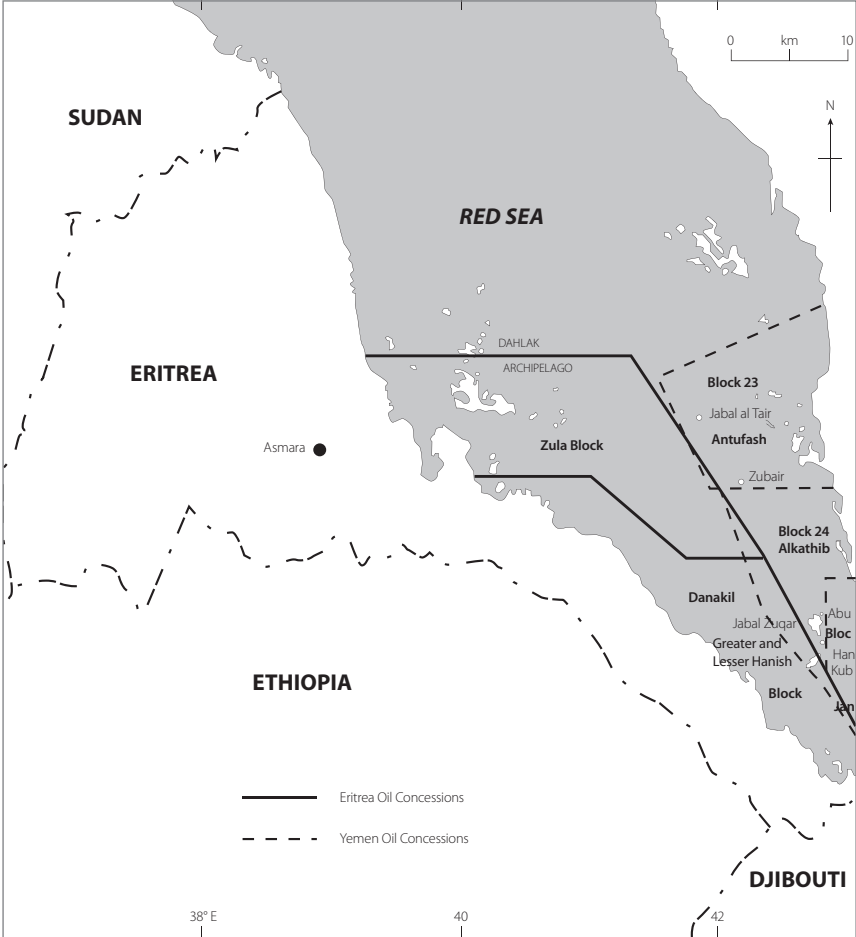 0 km 10
N
SUDAN
RED SEA
DAHLAK
ARCHIPELAGO
ERITREA
Block 23
Jabal al Tair
Antufash
Asmara
Zula Block
Zubair
Block 24
Alkathib
Danakil
Abu
Jabal Zuqar
Bloc
Greater and
Lesser Hanish
Han
Kub
ETHIOPIA
Block
Jan
Eritrea Oil Concessions
Yemen Oil Concessions
DJIBOUTI
38° E
40
42